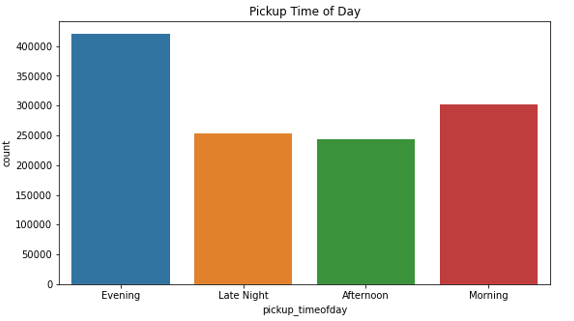 Pickup Time of Day
count
400000
350000
300000
250000
200000
150000
100000
50000
0
Evening Late Night Afternoon Morning
pickup_timeofday